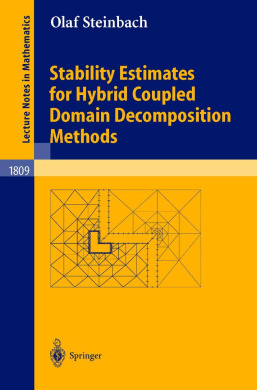 Olaf Steinbach
Lecture Notes in Mathematics
1809
Stability Estimates
for Hybrid Coupled
Domain Decomposition
Methods
Springer